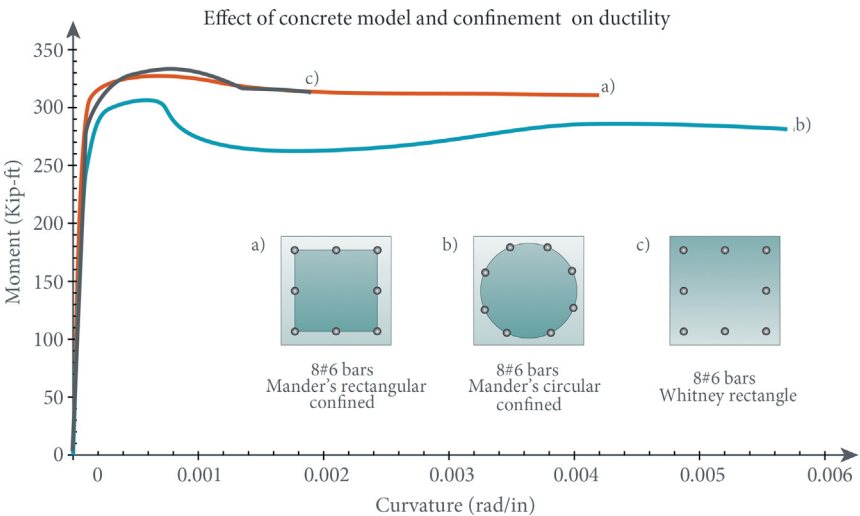 Effect of concrete model and confinement on ductility
350
300
250
200
150
100
50
0
Moment (Kip-ft)
c)
a)
b)
a)
b)
c)
8#6 bars
Mander's rectangular
confined
8#6 bars
Mander's circular
confined
8#6 bars
Whitney rectangle
0
0.001
0.002
0.003
0.004
0.005
0.006
Curvature (rad/in)